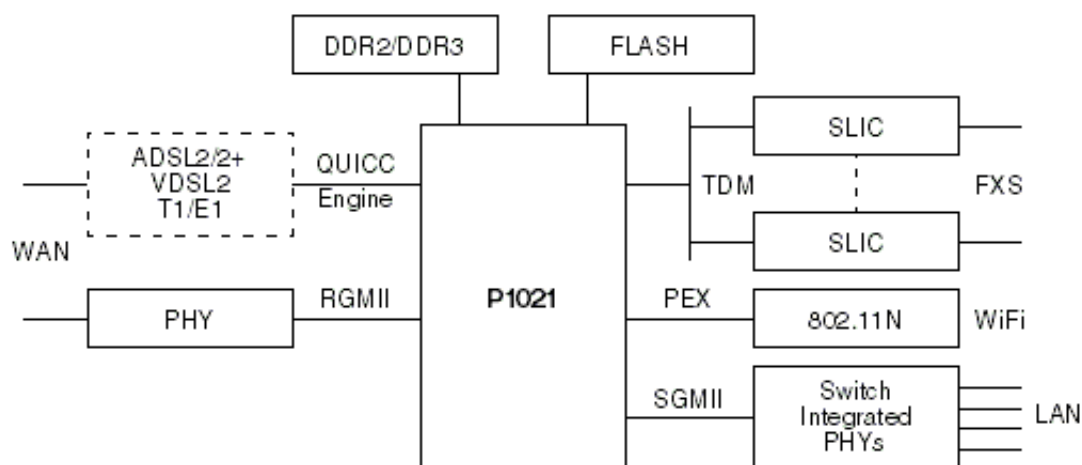 DDR2/DDR3
FLASH
ADSL2/2+
VDSL2
T1/E1
QUICC
Engine
WAN
PHY
RGMII
P1021
TDM
SLIC
SLIC
FXS
PEX
802.11N
WiFi
SGMII
Switch
Integrated
PHYs
LAN